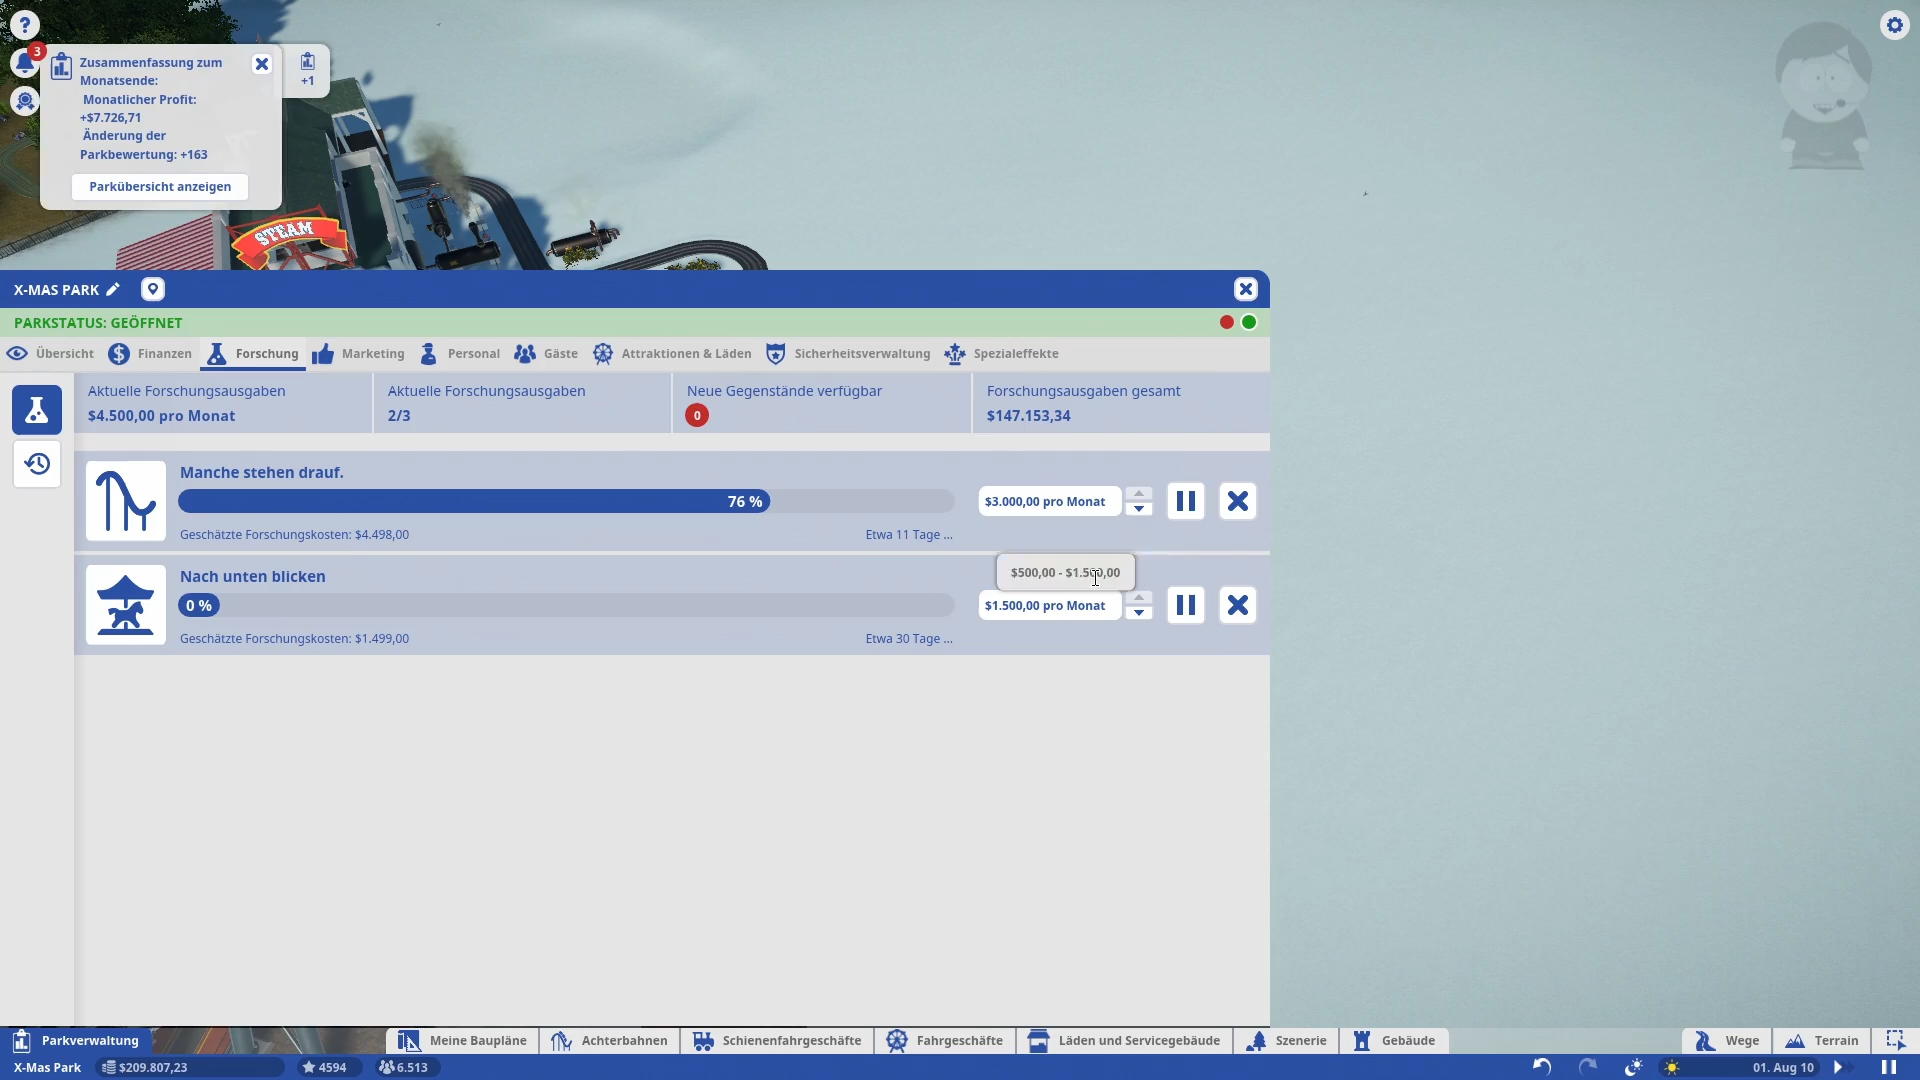 ?
3
Zusammenfassung zum
Monatsende:
Monatlicher Profit:
+$7.726,71
Änderung der
Parkbewertung: +163
Parkübersicht anzeigen
+1
STEAM
X-MAS PARK
PARKSTATUS: GEÖFFNET
Übersicht
Finanzen
Forschung
Marketing
Personal
Gäste
Attraktionen & Läden
Sicherheitsverwaltung
Spezialeffekte
Aktuelle Forschungsausgaben
$4.500,00 pro Monat
Aktuelle Forschungsausgaben
2/3
Neue Gegenstände verfügbar
0
Forschungsausgaben gesamt
$147.153,34
Manche stehen drauf.
76 %
$3.000,00 pro Monat
Geschätzte Forschungskosten: $4.498,00
Etwa 11 Tage ...
Nach unten blicken
$500,00 - $1.500,00
0 %
$1.500,00 pro Monat
Geschätzte Forschungskosten: $1.499,00
Etwa 30 Tage ...
Parkverwaltung
Meine Baupläne
Achterbahnen
Schienenfahrgeschäfte
Fahrgeschäfte
Läden und Servicegebäude
Szenerie
Gebäude
Wege
Terrain
X-Mas Park
$209.807,23
4594
6.513
01. Aug 10